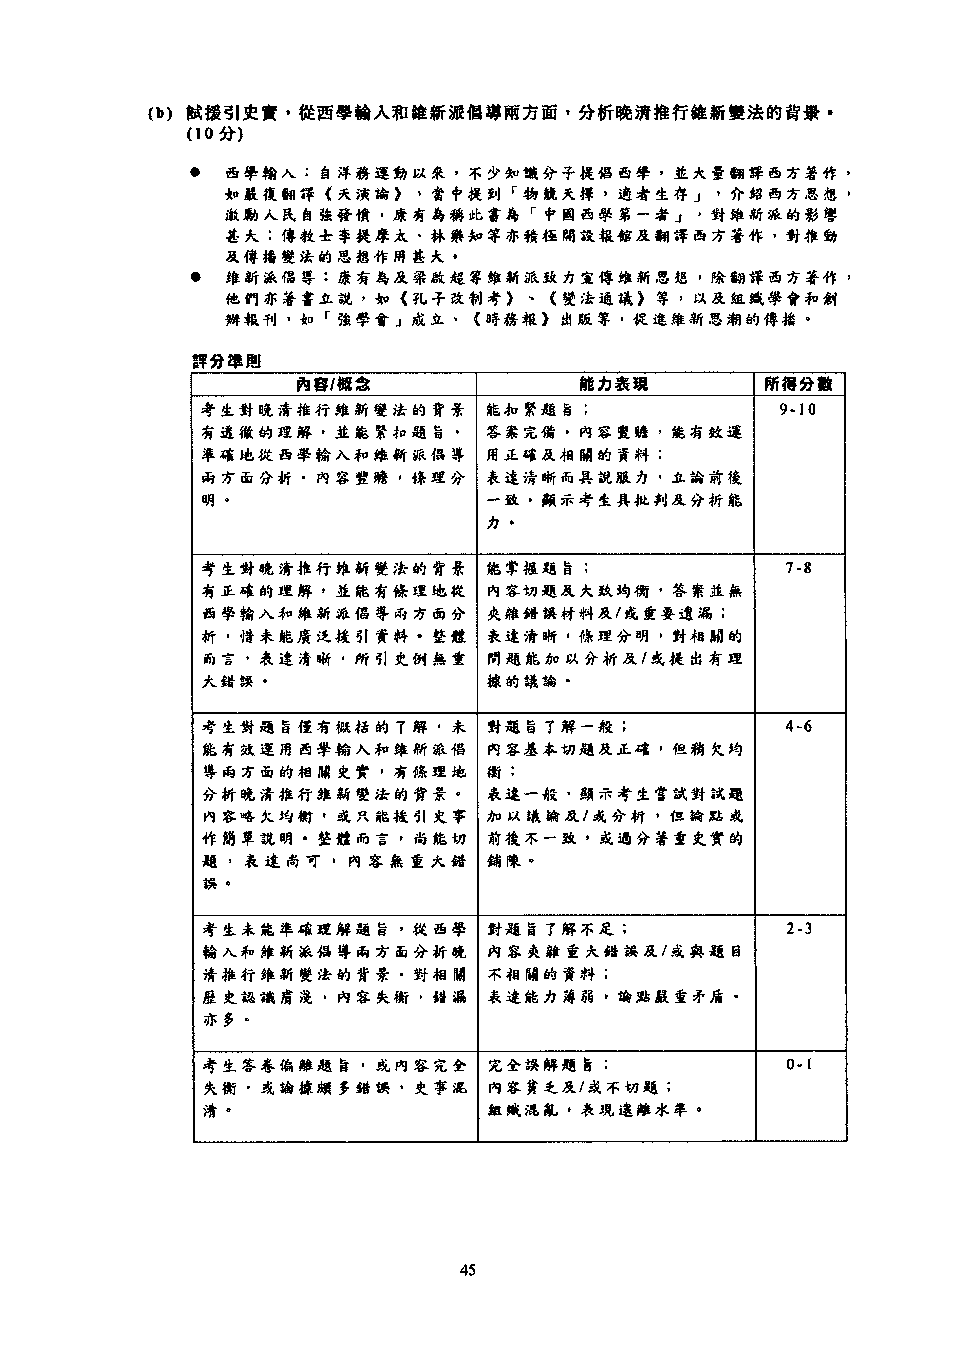 (b) 試援引史實，從西學輸入和維新派倡導兩方面，分析晚清推行維新變法的背景。
(10 分)
● 西學輸入：自洋務運動以來，不少知識分子提倡西學，並大量翻譯西方著作，
如嚴復翻譯《天演論》，當中提到「物競天擇，適者生存」，介紹西方思想，
激勵人民自強發憤，康有為稱此書為「中國西學第一者」，對維新派的影響
甚大；傳教士李提摩太、林樂知等亦積極開設報館及翻譯西方著作，對推動
及傳播變法的思想作用甚大。
● 維新派倡導：康有為及梁啟超等維新派致力宣傳維新思想，除翻譯西方著作，
他們亦著書立說，如《孔子改制考》、《變法通議》等，以及組織學會和創
辦報刊，如「強學會」成立、《時務報》出版等，促進維新思潮的傳播。
評分準則
內容/概念 能力表現 所得分數
考生對晚清推行維新變法的背景
有透徹的理解，並能緊扣題旨，
準確地從西學輸入和維新派倡導
兩方面分析。內容豐贍，條理分
明。
能扣緊題旨；
答案完備，內容豐贍，能有效運
用正確及相關的資料；
表達清晰而具說服力，立論前後
一致，顯示考生具批判及分析能
力。
9-10
考生對晚清推行維新變法的背景
有正確的理解，並能有條理地從
西學輸入和維新派倡導兩方面分
析，惜未能廣泛援引資料。整體
而言，表達清晰，所引史例無重
大錯誤。
能掌握題旨；
內容切題及大致均衡，答案並無
夾雜錯誤材料及/或重要遺漏；
表達清晰，條理分明，對相關的
問題能加以分析及/或提出有理
據的議論。
7-8
考生對題旨僅有概括的了解，未
能有效運用西學輸入和維新派倡
導兩方面的相關史實，有條理地
分析晚清推行維新變法的背景。
內容略欠均衡，或只能援引史事
作簡單說明。整體而言，尚能切
題，表達尚可，內容無重大錯
誤。
對題旨了解一般；
內容基本切題及正確，但稍欠均
衡；
表達一般，顯示考生嘗試對試題
加以議論及/或分析，但論點或
前後不一致，或過分著重史實的
鋪陳。
4-6
考生未能準確理解題旨，從西學
輸入和維新派倡導兩方面分析晚
清推行維新變法的背景。對相關
歷史認識膚淺，內容失衡，錯漏
亦多。
對題旨了解不足；
內容夾雜重大錯誤及/或與題目
不相關的資料；
表達能力薄弱，論點嚴重矛盾。
2-3
考生答卷偏離題旨，或內容完全
失衡，或論據頗多錯誤，史事混
淆。
完全誤解題旨；
內容貧乏及/或不切題；
組織混亂，表現遠離水準。
0-1
45